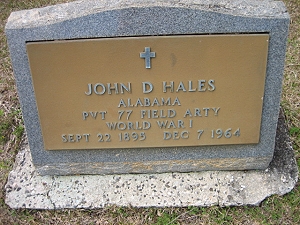 JOHN D HALES
ALABAMA
PVT 77 FIELD ARTY
WORLD WAR I
SEPT 22 1895 DEC 7 1964